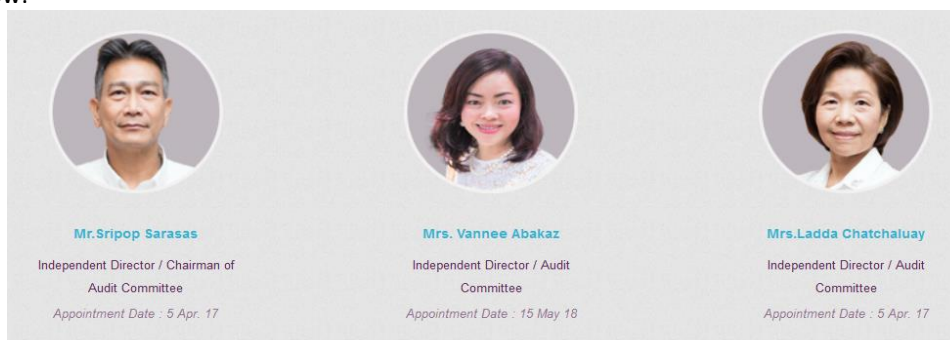 Mr.Sripop Sarasas
Independent Director / Chairman of
Audit Committee
Appointment Date : 5 Apr. 17
Mrs. Vannee Abakaz
Independent Director / Audit
Committee
Appointment Date : 15 May 18
Mrs.Ladda Chatchaluay
Independent Director / Audit
Committee
Appointment Date : 5 Apr. 17